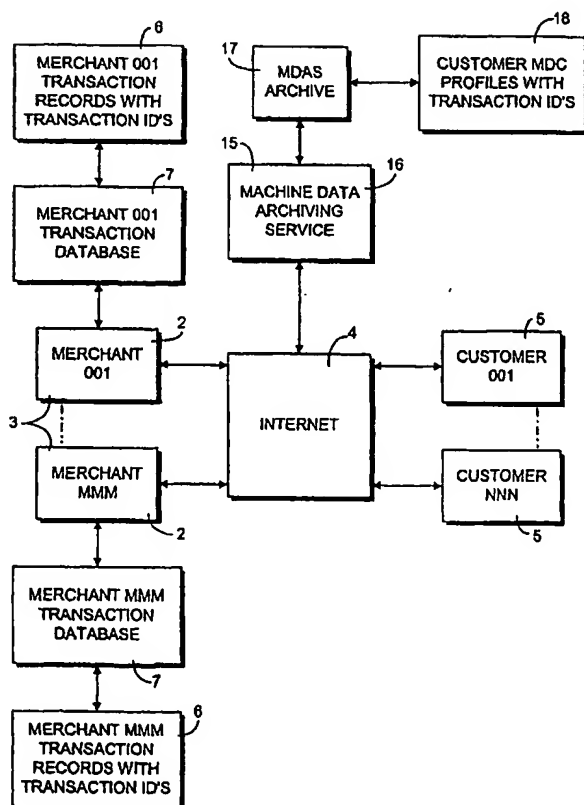 6
MERCHANT 001
TRANSACTION
RECORDS WITH
TRANSACTION ID'S
7
MERCHANT 001
TRANSACTION
DATABASE
2
MERCHANT
001
3
MERCHANT
MMM
2
MERCHANT MMM
TRANSACTION
DATABASE
7
6
MERCHANT MMM
TRANSACTION
RECORDS WITH
TRANSACTION ID'S
17
MDAS
ARCHIVE
18
CUSTOMER MDC
PROFILES WITH
TRANSACTION ID'S
15
16
MACHINE DATA
ARCHIVING
SERVICE
4
INTERNET
5
CUSTOMER
001
CUSTOMER
NNN
5